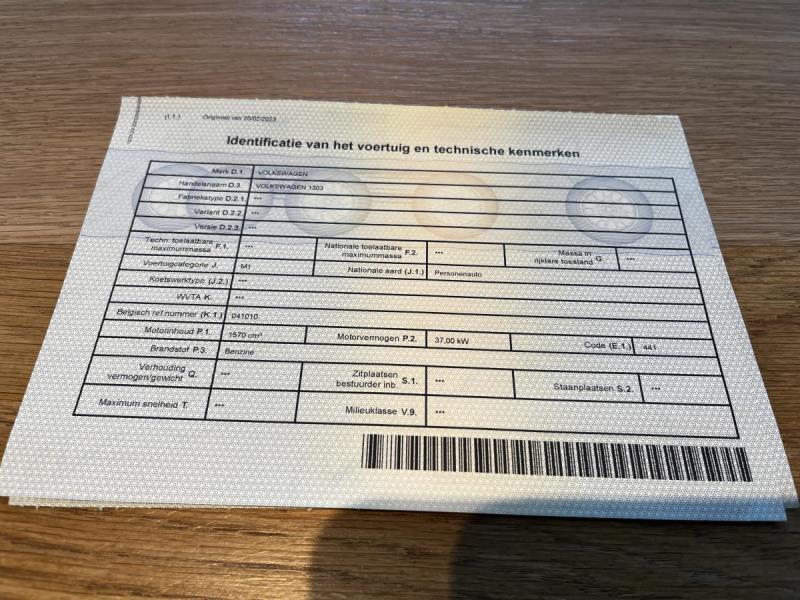 (I.1.) Origineel van 20/02/2023
Identificatie van het voertuig en technische kenmerken
Merk D.1. VOLKSWAGEN
Handelsnaam D.3. VOLKSWAGEN 1303
Fabriekstype D.2.1. ---
Variant D.2.2. ---
Versie D.2.3. ---
Techn. toelaatbare maximummassa F.1. --- Nationale toelaatbare maximummassa F.2. --- Massa in rijklare toestand G. ---
Voertuigcategorie J. M1 Nationale aard (J.1.) Personenauto
Koetswerktype (J.2.) ---
WVTA K. ---
Belgisch ref.nummer (K.1.) 041010
Motorinhoud P.1. 1570 cm³ Motorvermogen P.2. 37,00 kW Code (E.1.) 441
Brandstof P.3. Benzine
Verhouding vermogen/gewicht Q. --- Zitplaatsen bestuurder inb. S.1. --- Staanplaatsen S.2. ---
Maximum snelheid T. --- Milieuklasse V.9. ---